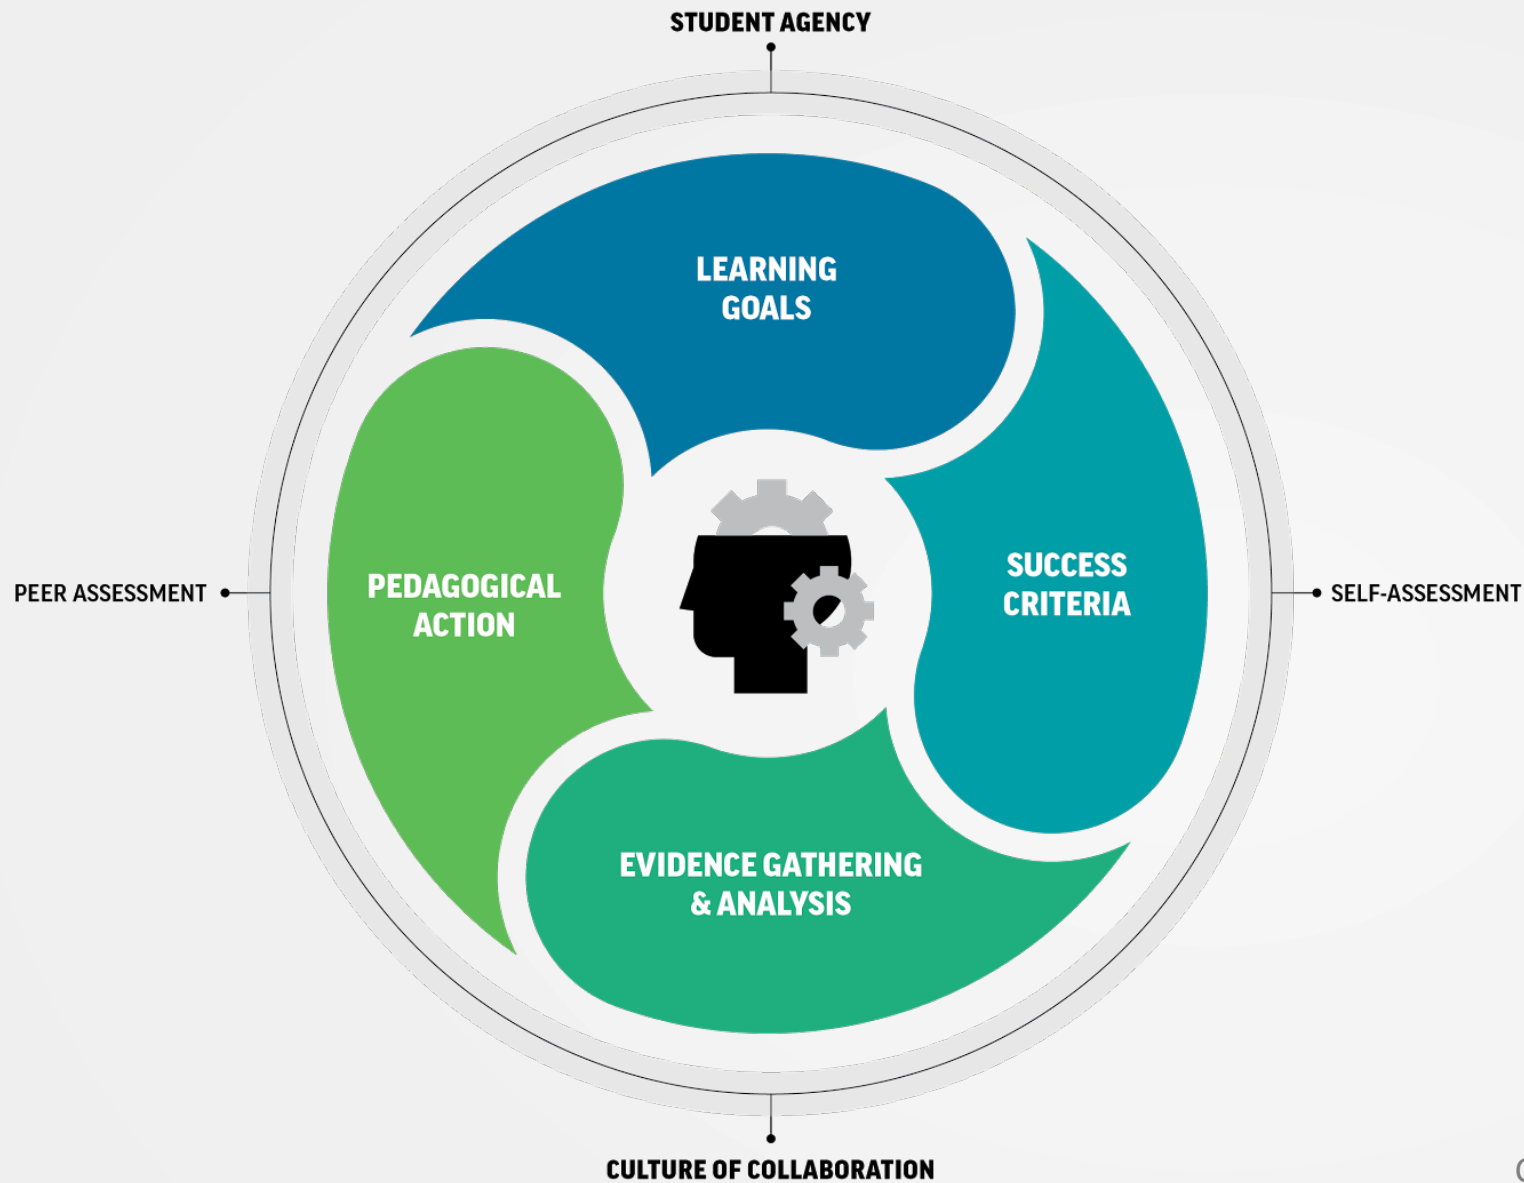 STUDENT AGENCY
LEARNING
GOALS
SUCCESS
CRITERIA
PEDAGOGICAL
ACTION
PEER ASSESSMENT
SELF-ASSESSMENT
EVIDENCE GATHERING
& ANALYSIS
CULTURE OF COLLABORATION